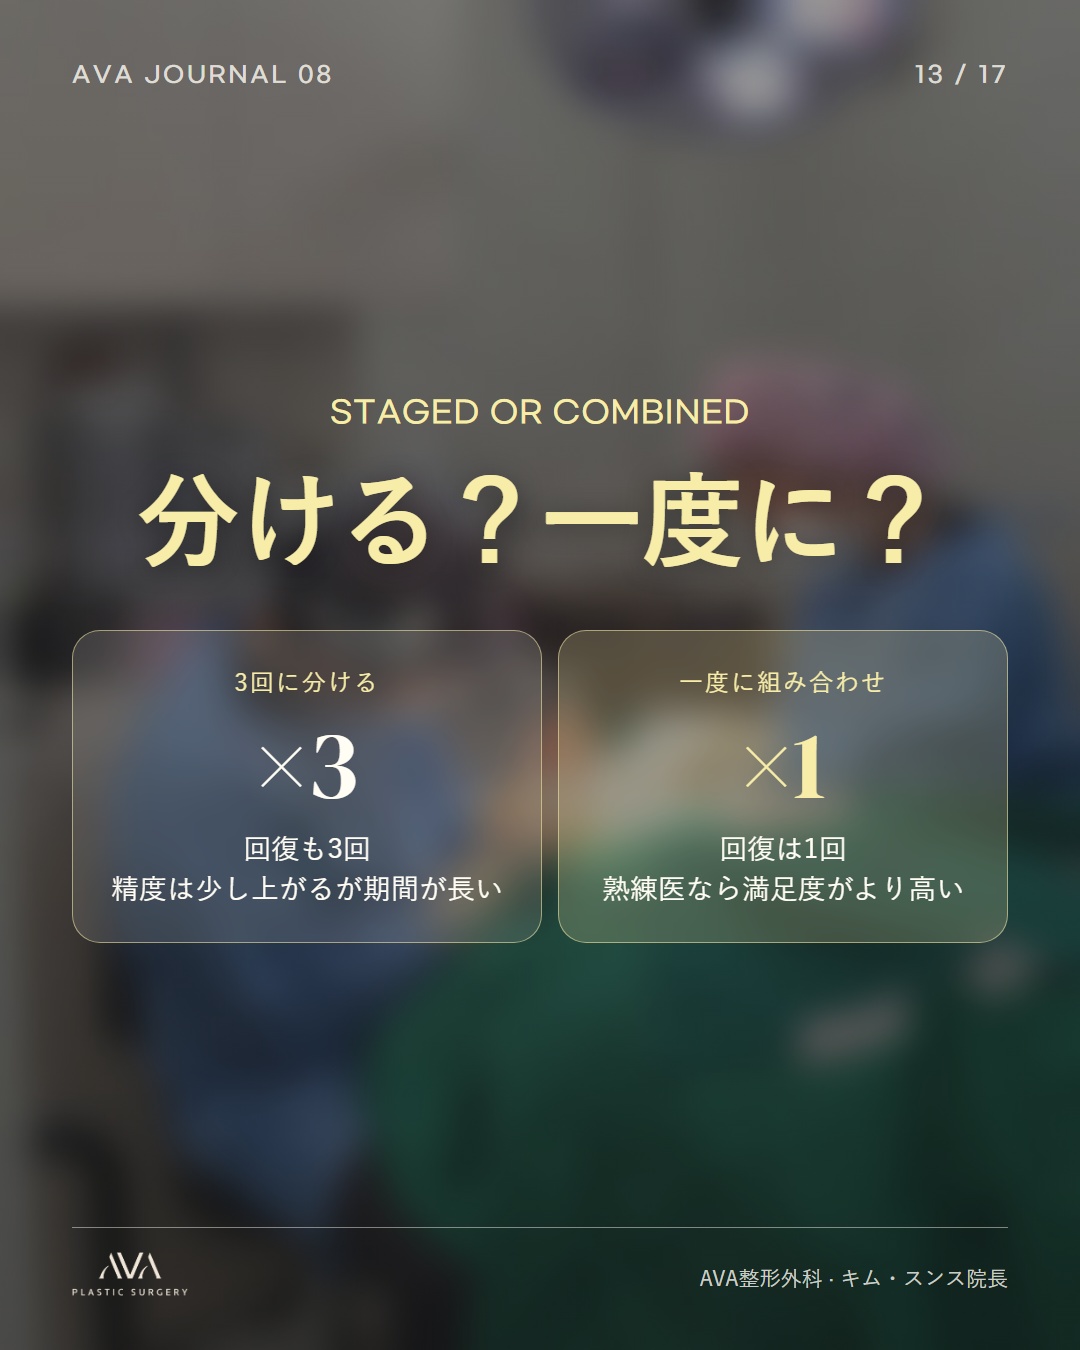 AVA JOURNAL 08
13 / 17
STAGED OR COMBINED
分ける？一度に？
3回に分ける
×3
回復も3回
精度は少し上がるが期間が長い
一度に組み合わせ
×1
回復は1回
熟練医なら満足度がより高い
AVA
PLASTIC SURGERY
AVA整形外科 · キム・スンス院長